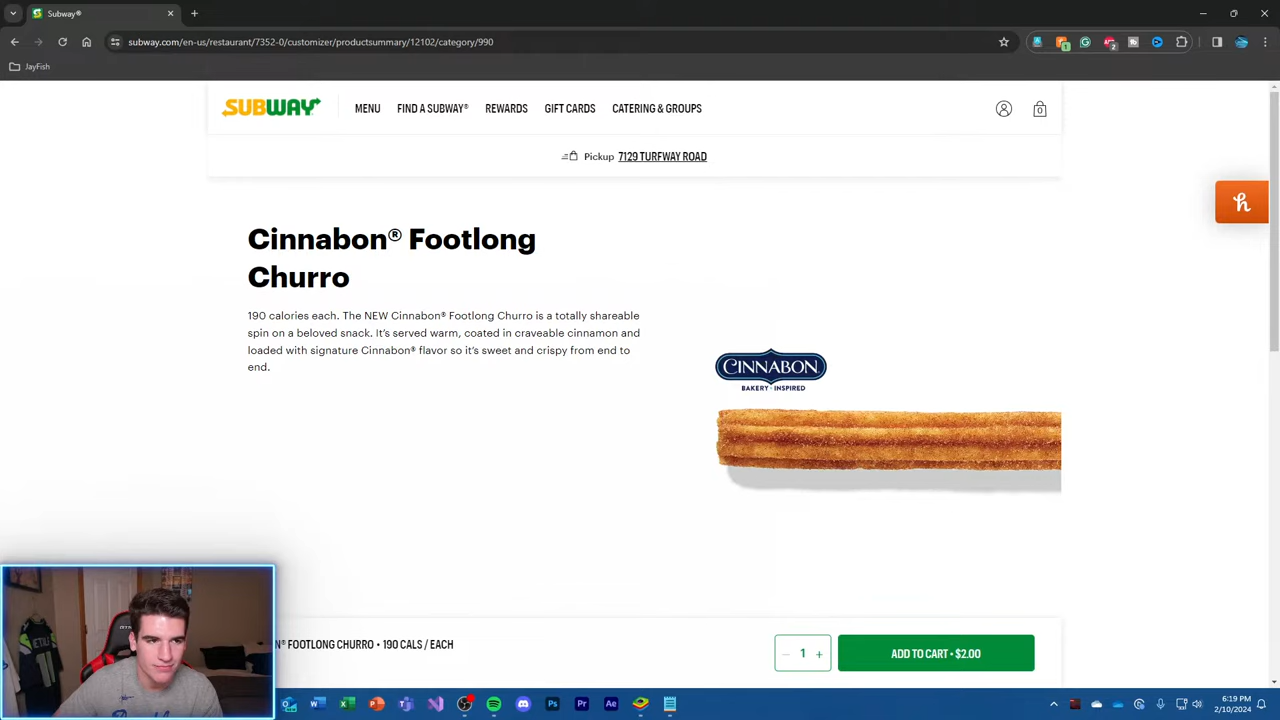 Subway®
subway.com/en-us/restaurant/7352-0/customizer/productsummary/12102/category/990
JayFish
SUBWAY
MENU
FIND A SUBWAY®
REWARDS
GIFT CARDS
CATERING & GROUPS
0
Pickup 7129 TURFWAY ROAD
Cinnabon® Footlong
Churro
190 calories each. The NEW Cinnabon® Footlong Churro is a totally shareable
spin on a beloved snack. It's served warm, coated in craveable cinnamon and
loaded with signature Cinnabon® flavor so it's sweet and crispy from end to
end.
CINNABON
BAKERY · INSPIRED
N® FOOTLONG CHURRO • 190 CALS / EACH
− 1 +
ADD TO CART • $2.00
6:19 PM
2/10/2024